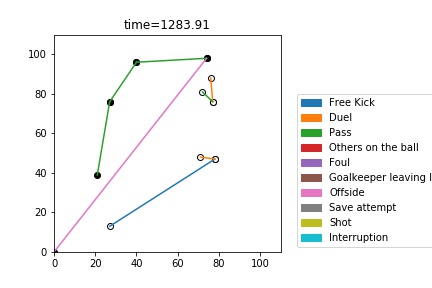 time=1283.91
100
80
60
40
20
0
0 20 40 60 80 100
Free Kick
Duel
Pass
Others on the ball
Foul
Goalkeeper leaving l
Offside
Save attempt
Shot
Interruption